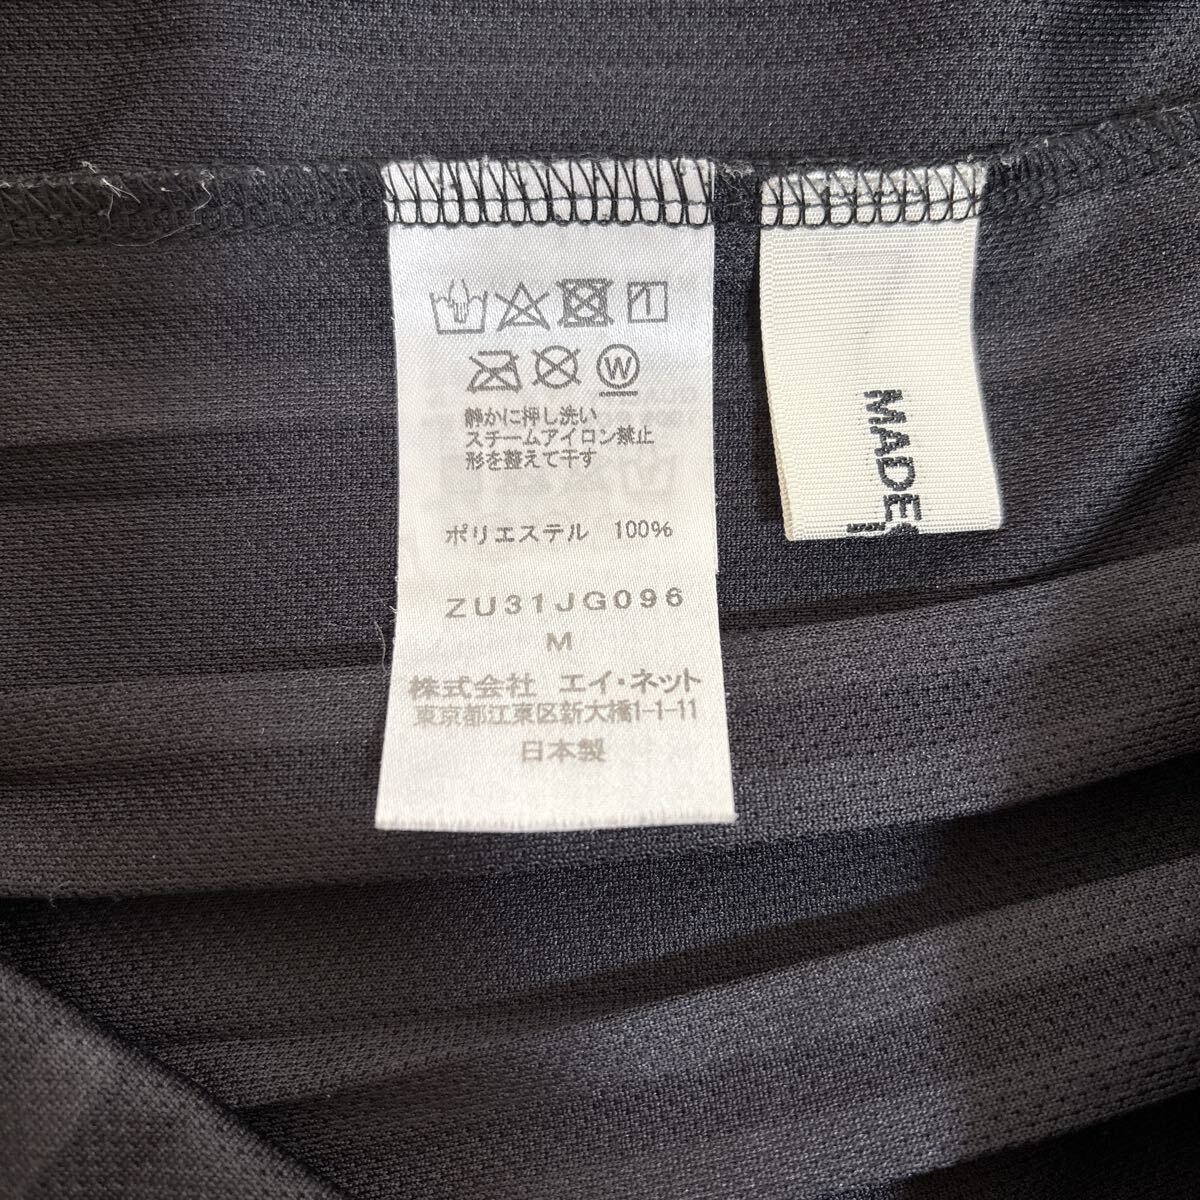 W
静かに押し洗い
スチームアイロン禁止
形を整えて干す
ポリエステル 100%
ZU31JG096
M
株式会社 エイ・ネット
東京都江東区新大橋1-1-11
日本製
MADE